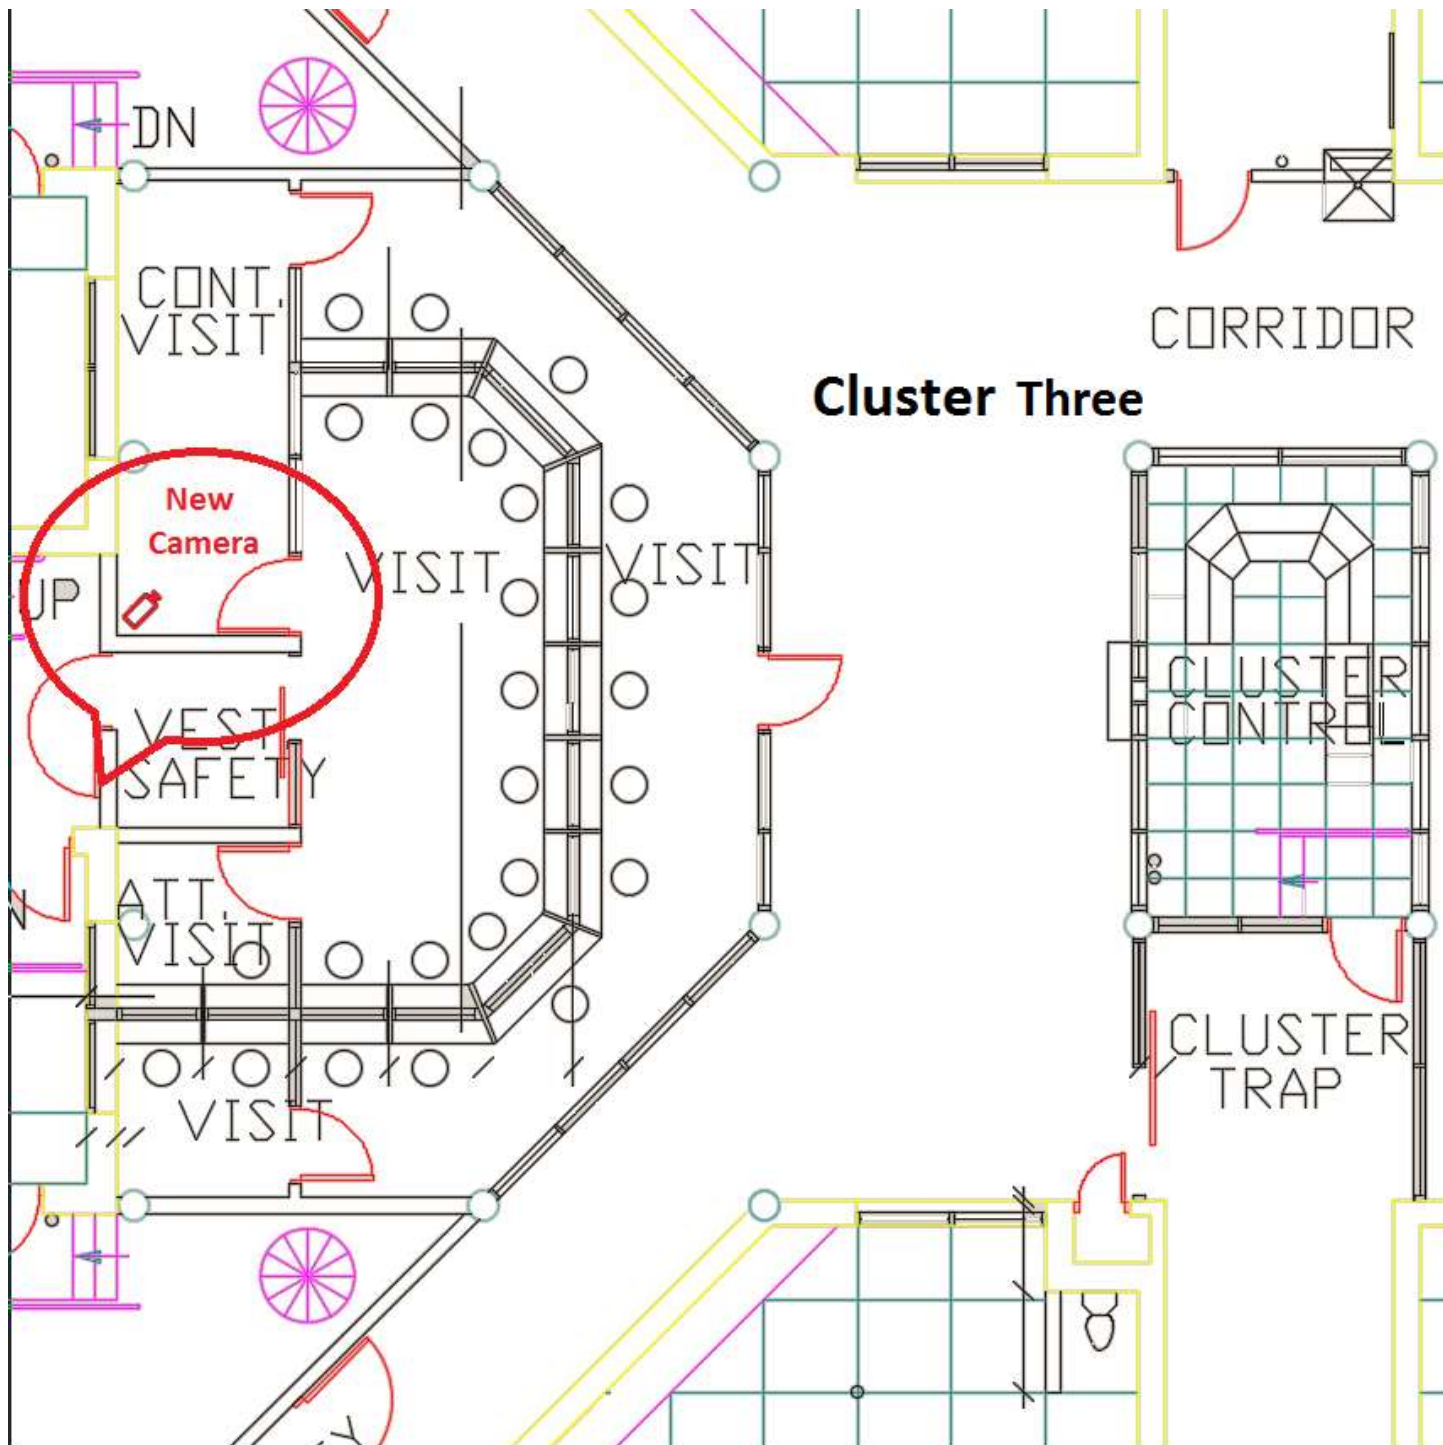 DN
CONT.
VISIT
CORRIDOR
Cluster Three
New
Camera
VISIT
VISIT
UP
CLUSTER
CONTROL
VEST
SAFETY
CO
ATT.
VISIT
CLUSTER
TRAP
VISIT